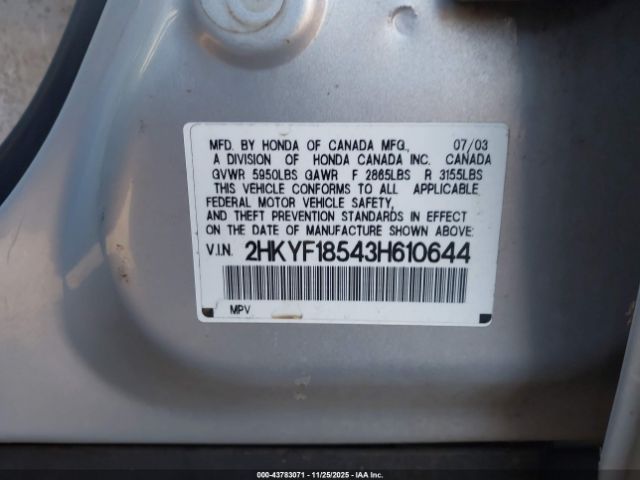 MFD. BY HONDA OF CANADA MFG., 07/03
A DIVISION OF HONDA CANADA INC. CANADA
GVWR 5950LBS GAWR F 2865LBS R 3155LBS
THIS VEHICLE CONFORMS TO ALL APPLICABLE
FEDERAL MOTOR VEHICLE SAFETY,
AND THEFT PREVENTION STANDARDS IN EFFECT
ON THE DATE OF MANUFACTURE SHOWN ABOVE:
V.I.N. 2HKYF18543H610644
MPV
000-43783071 - 11/25/2025 - IAAI.COM